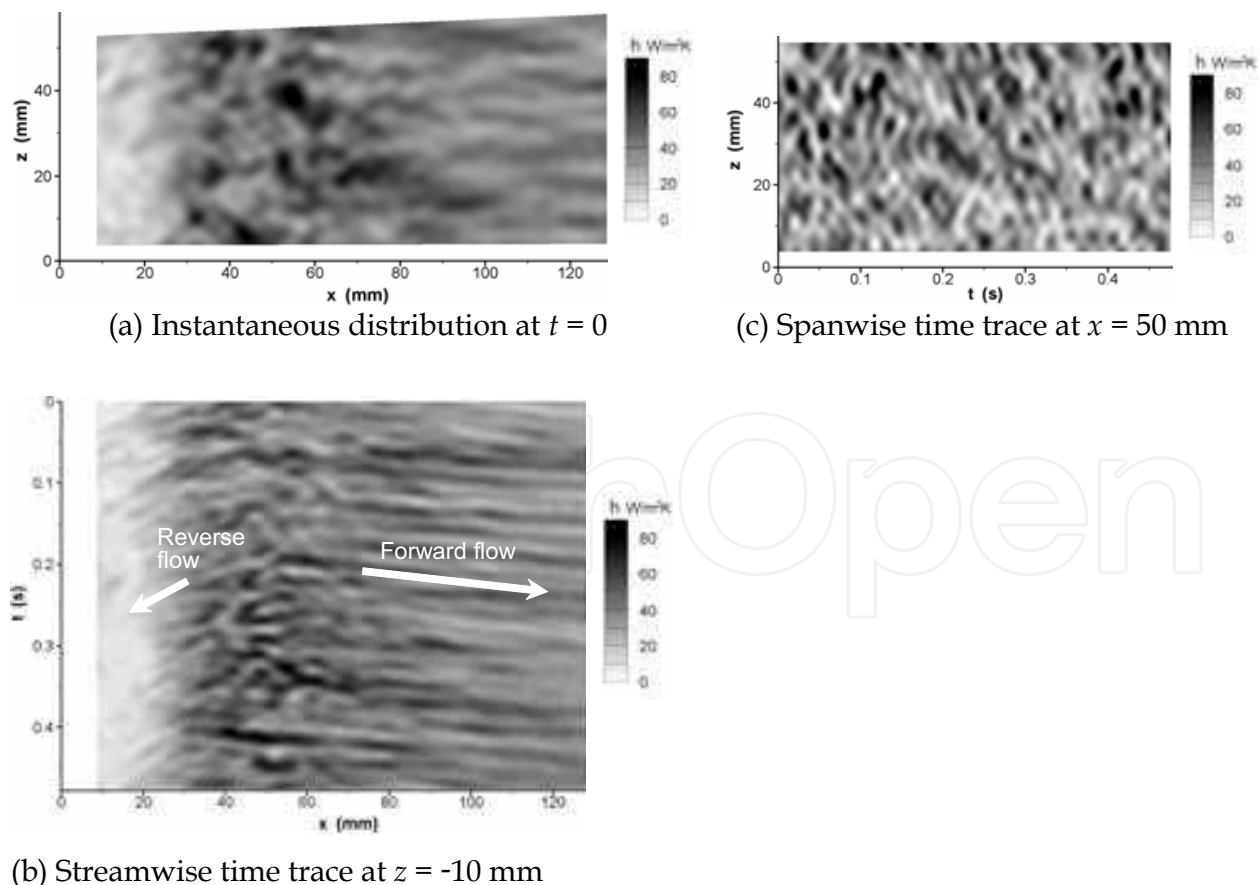 h W/m²K
80
60
40
20
0
40
20
0
z (mm)
0 20 40 60 80 100 120
x (mm)
(a) Instantaneous distribution at t = 0
h W/m²K
80
60
40
20
0
40
20
0
z (mm)
0 0.1 0.2 0.3 0.4
t (s)
(c) Spanwise time trace at x = 50 mm
0
0.1
0.2
0.3
0.4
t (s)
Reverse
flow
Forward flow
0 20 40 60 80 100 120
x (mm)
h W/m²K
80
60
40
20
0
hOpen
(b) Streamwise time trace at z = -10 mm